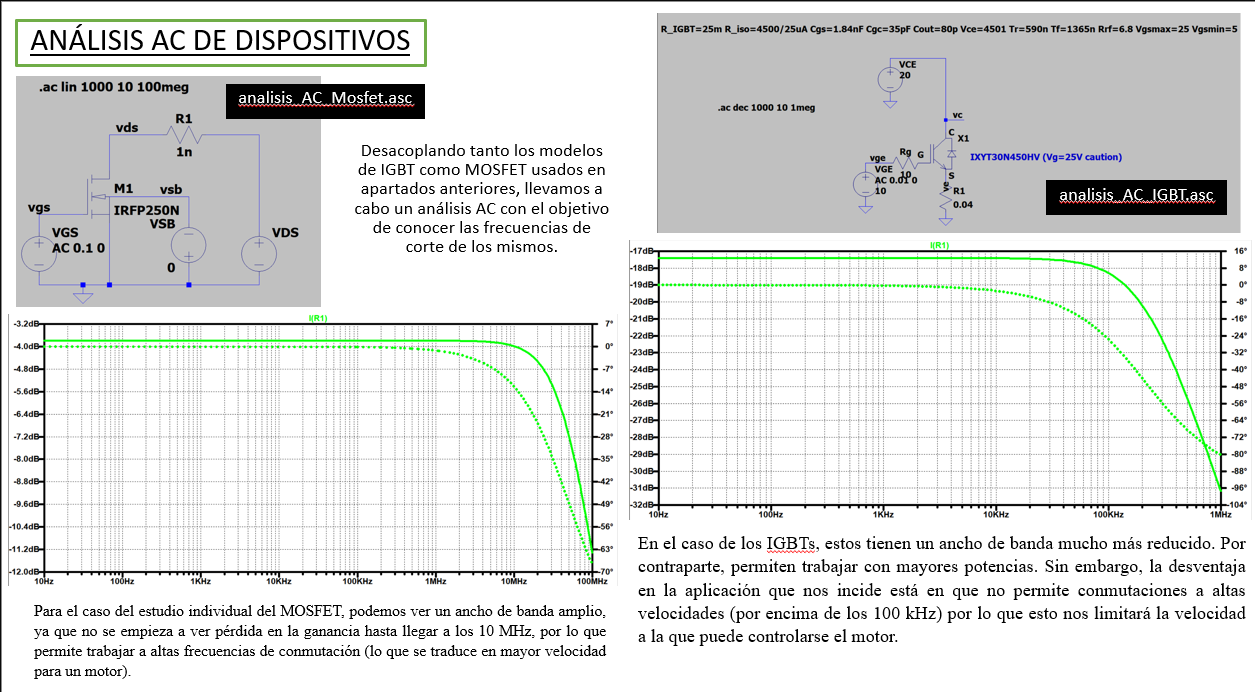 ANÁLISIS AC DE DISPOSITIVOS
.ac lin 1000 10 100meg
analisis_AC_Mosfet.asc
R1
vds
1n
M1
vsb
vgs
IRFP250N
VSB
VGS
AC 0.1 0
VDS
0
Desacoplando tanto los modelos
de IGBT como MOSFET usados en
apartados anteriores, llevamos a
cabo un análisis AC con el objetivo
de conocer las frecuencias de
corte de los mismos.
R_IGBT=25m R_iso=4500/25uA Cgs=1.84nF Cgc=35pF Cout=80p Vce=4501 Tr=590n Tf=1365n Rrf=6.8 Vgsmax=25 Vgsmin=5
VCE
20
.ac dec 1000 10 1meg
vc
C
X1
Rg
G
vge
IXYT30N450HV (Vg=25V caution)
VGE
10
AC 0.01 0
10
S
ve
R1
0.04
analisis_AC_IGBT.asc
I(R1)
-3.2dB
-4.0dB
-4.8dB
-5.6dB
-6.4dB
-7.2dB
-8.0dB
-8.8dB
-9.6dB
-10.4dB
-11.2dB
-12.0dB
7°
0°
-7°
-14°
-21°
-28°
-35°
-42°
-49°
-56°
-63°
-70°
10Hz
100Hz
1KHz
10KHz
100KHz
1MHz
10MHz
100MHz
I(R1)
-17dB
-18dB
-19dB
-20dB
-21dB
-22dB
-23dB
-24dB
-25dB
-26dB
-27dB
-28dB
-29dB
-30dB
-31dB
-32dB
16°
8°
0°
-8°
-16°
-24°
-32°
-40°
-48°
-56°
-64°
-72°
-80°
-88°
-96°
-104°
10Hz
100Hz
1KHz
10KHz
100KHz
1MHz
Para el caso del estudio individual del MOSFET, podemos ver un ancho de banda amplio,
ya que no se empieza a ver pérdida en la ganancia hasta llegar a los 10 MHz, por lo que
permite trabajar a altas frecuencias de conmutación (lo que se traduce en mayor velocidad
para un motor).
En el caso de los IGBTs, estos tienen un ancho de banda mucho más reducido. Por
contraparte, permiten trabajar con mayores potencias. Sin embargo, la desventaja
en la aplicación que nos incide está en que no permite conmutaciones a altas
velocidades (por encima de los 100 kHz) por lo que esto nos limitará la velocidad
a la que puede controlarse el motor.